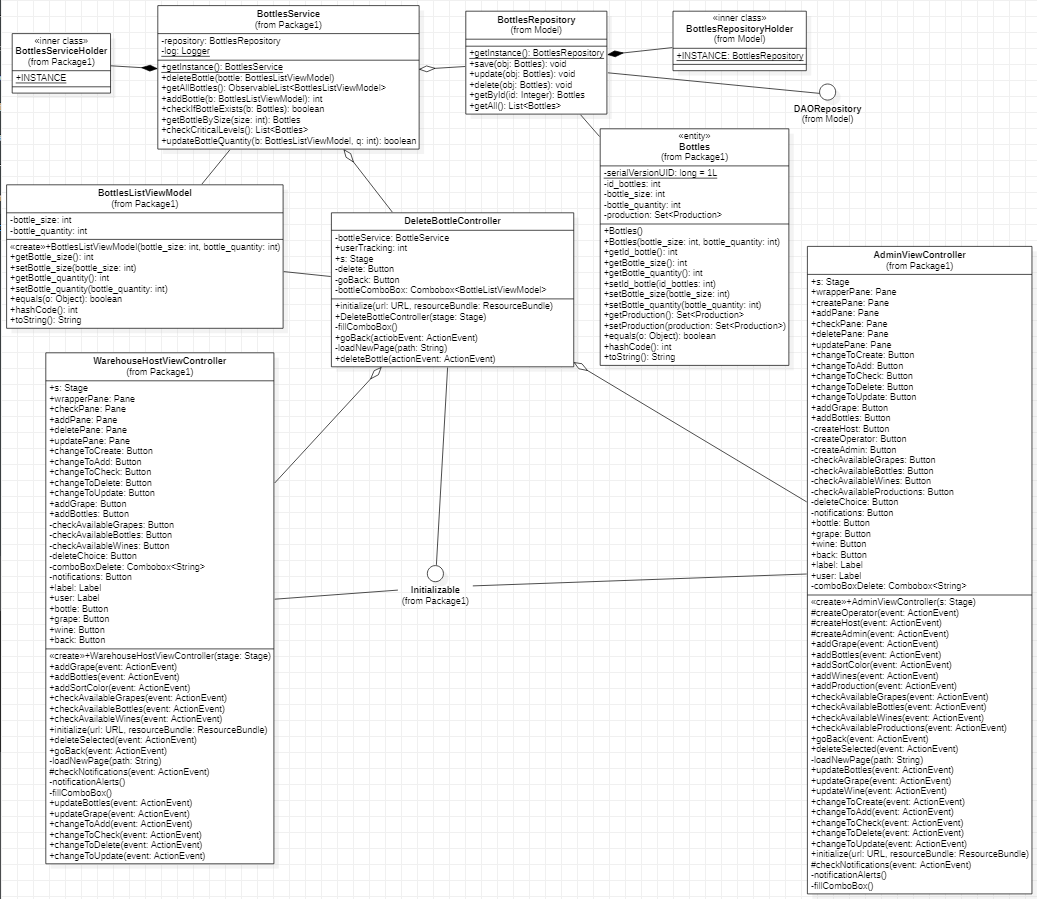 «inner class»
BottlesServiceHolder
(from Package1)
+INSTANCE
BottlesService
(from Package1)
-repository: BottlesRepository
-log: Logger
+getInstance(): BottlesService
+deleteBottle(bottle: BottlesListViewModel)
+getAllBottles(): ObservableList<BottlesListViewModel>
+addBottle(b: BottlesListViewModel): int
+checkIfBottleExists(b: Bottles): boolean
+getBottleBySize(size: int): Bottles
+checkCriticalLevels(): List<Bottles>
+updateBottleQuantity(b: BottlesListViewModel, q: int): boolean
BottlesRepository
(from Model)
+getInstance(): BottlesRepository
+save(obj: Bottles): void
+update(obj: Bottles): void
+delete(obj: Bottles): void
+getById(id: Integer): Bottles
+getAll(): List<Bottles>
«inner class»
BottlesRepositoryHolder
(from Model)
+INSTANCE: BottlesRepository
DAORepository
(from Model)
«entity»
Bottles
(from Package1)
-serialVersionUID: long = 1L
-id_bottles: int
-bottle_size: int
-bottle_quantity: int
-production: Set<Production>
+Bottles()
+Bottles(bottle_size: int, bottle_quantity: int)
+getId_bottle(): int
+getBottle_size(): int
+getBottle_quantity(): int
+setId_bottle(id_bottles: int)
+setBottle_size(bottle_size: int)
+setBottle_quantity(bottle_quantity: int)
+getProduction(): Set<Production>
+setProduction(production: Set<Production>)
+equals(o: Object): boolean
+hashCode(): int
+toString(): String
BottlesListViewModel
(from Package1)
-bottle_size: int
-bottle_quantity: int
«create»+BottlesListViewModel(bottle_size: int, bottle_quantity: int)
+getBottle_size(): int
+setBottle_size(bottle_size: int)
+getBottle_quantity(): int
+setBottle_quantity(bottle_quantity: int)
+equals(o: Object): boolean
+hashCode(): int
+toString(): String
DeleteBottleController
-bottleService: BottleService
+userTracking: int
+s: Stage
-delete: Button
-goBack: Button
-bottleComboBox: Combobox<BottleListViewModel>
+initialize(url: URL, resourceBundle: ResourceBundle)
+DeleteBottleController(stage: Stage)
-fillComboBox()
+goBack(actiobEvent: ActionEvent)
-loadNewPage(path: String)
+deleteBottle(actionEvent: ActionEvent)
WarehouseHostViewController
(from Package1)
+s: Stage
+wrapperPane: Pane
+checkPane: Pane
+addPane: Pane
+deletePane: Pane
+updatePane: Pane
+changeToCreate: Button
+changeToAdd: Button
+changeToCheck: Button
+changeToDelete: Button
+changeToUpdate: Button
+addGrape: Button
+addBottles: Button
-checkAvailableGrapes: Button
-checkAvailableBottles: Button
-checkAvailableWines: Button
-deleteChoice: Button
-comboBoxDelete: Combobox<String>
-notifications: Button
+label: Label
+user: Label
+bottle: Button
+grape: Button
+wine: Button
+back: Button
«create»+WarehouseHostViewController(stage: Stage)
+addGrape(event: ActionEvent)
+addBottles(event: ActionEvent)
+addSortColor(event: ActionEvent)
+checkAvailableGrapes(event: ActionEvent)
+checkAvailableBottles(event: ActionEvent)
+checkAvailableWines(event: ActionEvent)
+initialize(url: URL, resourceBundle: ResourceBundle)
+deleteSelected(event: ActionEvent)
+goBack(event: ActionEvent)
-loadNewPage(path: String)
#checkNotifications(event: ActionEvent)
-notificationAlerts()
-fillComboBox()
+updateBottles(event: ActionEvent)
+updateGrape(event: ActionEvent)
+changeToAdd(event: ActionEvent)
+changeToCheck(event: ActionEvent)
+changeToDelete(event: ActionEvent)
+changeToUpdate(event: ActionEvent)
Initializable
(from Package1)
AdminViewController
(from Package1)
+s: Stage
+wrapperPane: Pane
+createPane: Pane
+addPane: Pane
+checkPane: Pane
+deletePane: Pane
+updatePane: Pane
+changeToCreate: Button
+changeToAdd: Button
+changeToCheck: Button
+changeToDelete: Button
+changeToUpdate: Button
+addGrape: Button
+addBottles: Button
-createHost: Button
-createOperator: Button
-createAdmin: Button
-checkAvailableGrapes: Button
-checkAvailableBottles: Button
-checkAvailableWines: Button
-checkAvailableProductions: Button
-deleteChoice: Button
-notifications: Button
+bottle: Button
+grape: Button
+wine: Button
+back: Button
+label: Label
+user: Label
-comboBoxDelete: Combobox<String>
«create»+AdminViewController(s: Stage)
#createOperator(event: ActionEvent)
#createHost(event: ActionEvent)
#createAdmin(event: ActionEvent)
+addGrape(event: ActionEvent)
+addBottles(event: ActionEvent)
+addSortColor(event: ActionEvent)
+addWines(event: ActionEvent)
+addProduction(event: ActionEvent)
+checkAvailableGrapes(event: ActionEvent)
+checkAvailableBottles(event: ActionEvent)
+checkAvailableWines(event: ActionEvent)
+checkAvailableProductions(event: ActionEvent)
+goBack(event: ActionEvent)
+deleteSelected(event: ActionEvent)
-loadNewPage(path: String)
+updateBottles(event: ActionEvent)
+updateGrape(event: ActionEvent)
+updateWine(event: ActionEvent)
+changeToCreate(event: ActionEvent)
+changeToAdd(event: ActionEvent)
+changeToCheck(event: ActionEvent)
+changeToDelete(event: ActionEvent)
+changeToUpdate(event: ActionEvent)
+initialize(url: URL, resourceBundle: ResourceBundle)
#checkNotifications(event: ActionEvent)
-notificationAlerts()
-fillComboBox()